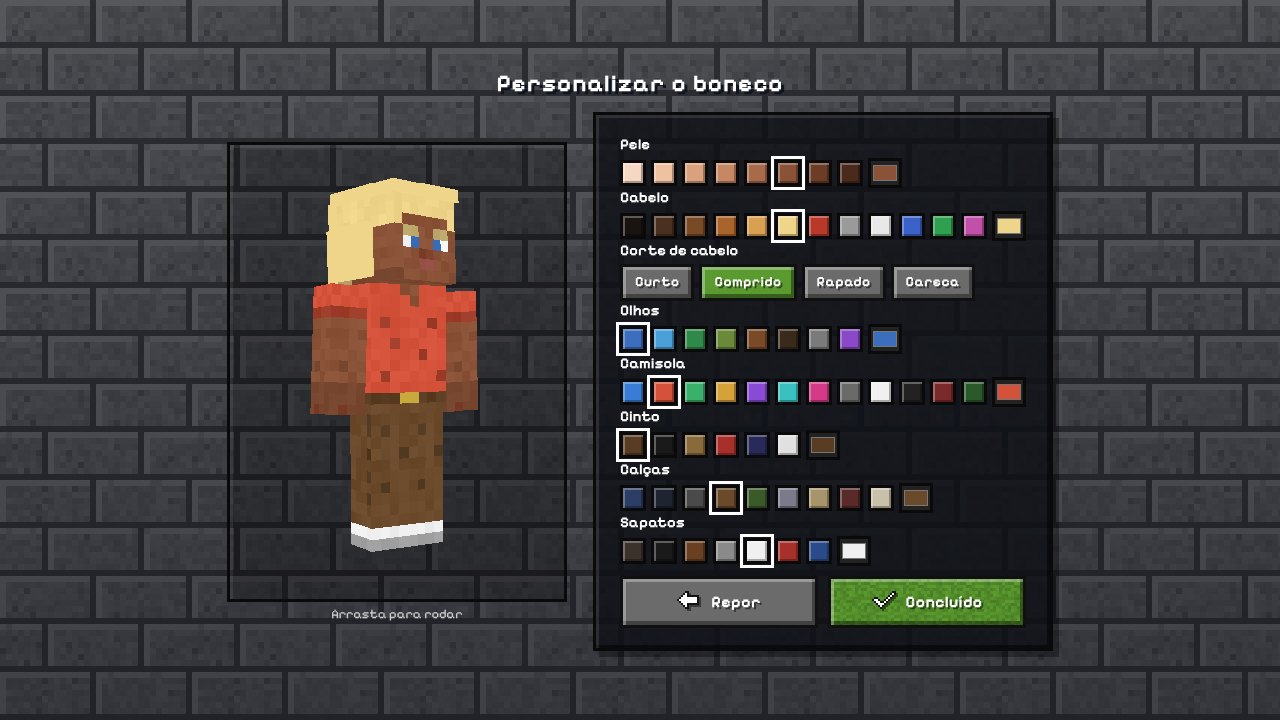 Personalizar o boneco
Pele
Cabelo
Corte de cabelo
Curto
Comprido
Rapado
Careca
Olhos
Camisola
Cinto
Calças
Sapatos
Arrasta para rodar
Repor
Concluído